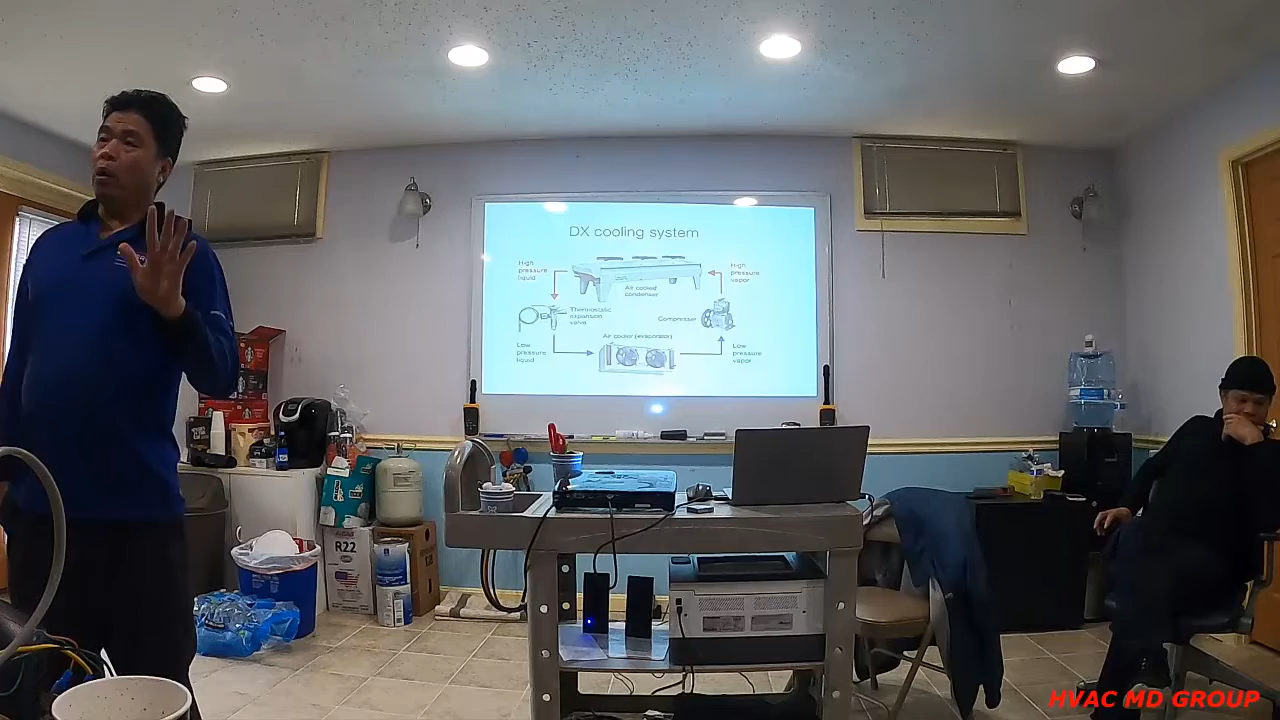 DX cooling system
High
pressure
liquid
High
pressure
vapor
Air cooled
condenser
Thermostatic
expansion
valve
Compressor
Air cooler (evaporator)
Low
pressure
liquid
Low
pressure
vapor
R22
HVAC MD GROUP